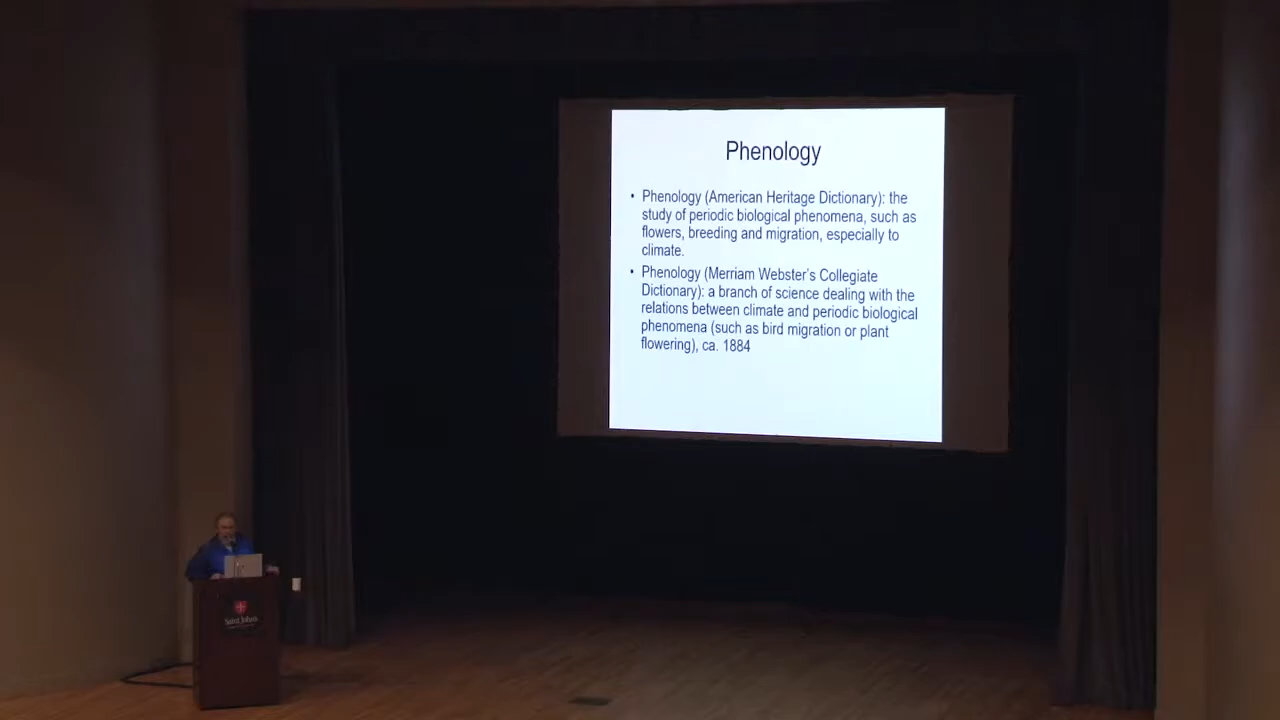 Phenology
• Phenology (American Heritage Dictionary): the
study of periodic biological phenomena, such as
flowers, breeding and migration, especially to
climate.
• Phenology (Merriam Webster's Collegiate
Dictionary): a branch of science dealing with the
relations between climate and periodic biological
phenomena (such as bird migration or plant
flowering), ca. 1884
Saint John's